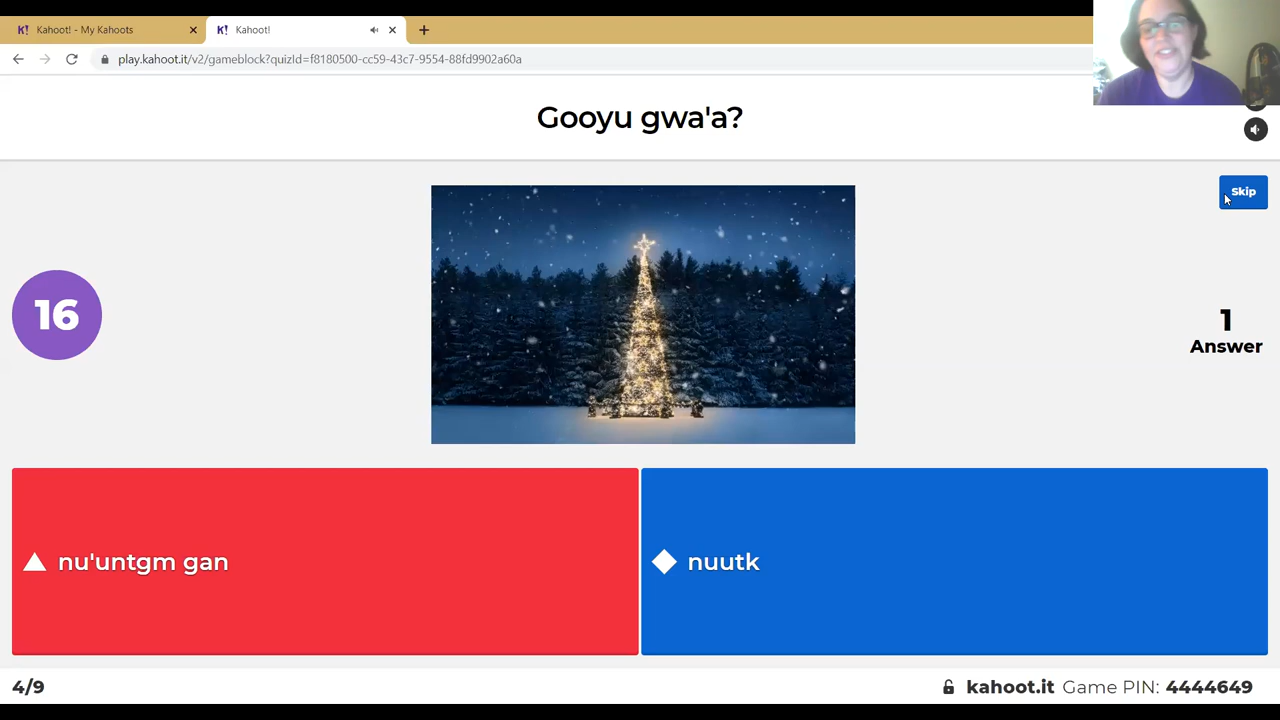 Kahoot! - My Kahoots
Kahoot!
play.kahoot.it/v2/gameblock?quizId=f8180500-cc59-43c7-9554-88fd9902a60a
Gooyu gwa'a?
Skip
16
1
Answer
nu'untgm gan
nuutk
4/9
kahoot.it Game PIN: 4444649